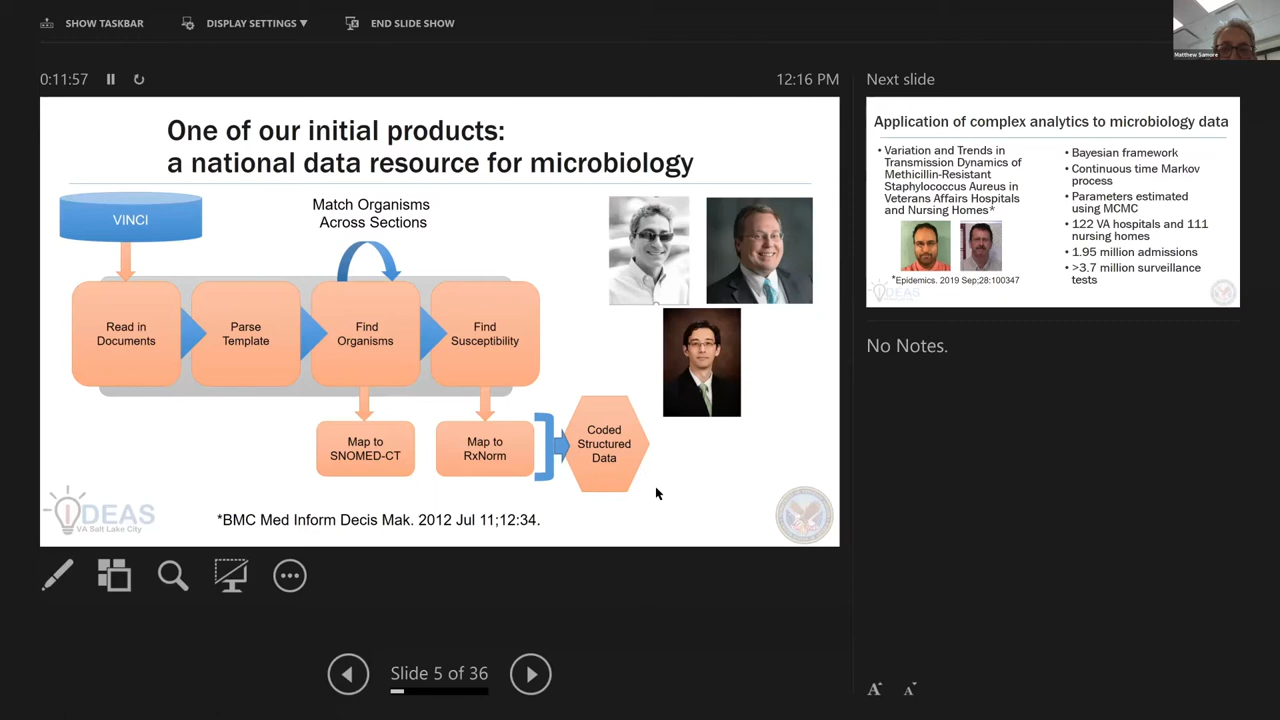 SHOW TASKBAR
DISPLAY SETTINGS ▼
END SLIDE SHOW
Matthew Samore
0:11:57
12:16 PM
One of our initial products:
a national data resource for microbiology
VINCI
Match Organisms
Across Sections
Read in
Documents
Parse
Template
Find
Organisms
Find
Susceptibility
Map to
SNOMED-CT
Map to
RxNorm
Coded
Structured
Data
IDEAS
VA Salt Lake City
*BMC Med Inform Decis Mak. 2012 Jul 11;12:34.
Slide 5 of 36
Next slide
Application of complex analytics to microbiology data
• Variation and Trends in
Transmission Dynamics of
Methicillin-Resistant
Staphylococcus Aureus in
Veterans Affairs Hospitals
and Nursing Homes*
*Epidemics. 2019 Sep;28:100347
IDEAS
• Bayesian framework
• Continuous time Markov
process
• Parameters estimated
using MCMC
• 122 VA hospitals and 111
nursing homes
• 1.95 million admissions
• >3.7 million surveillance
tests
No Notes.
A A